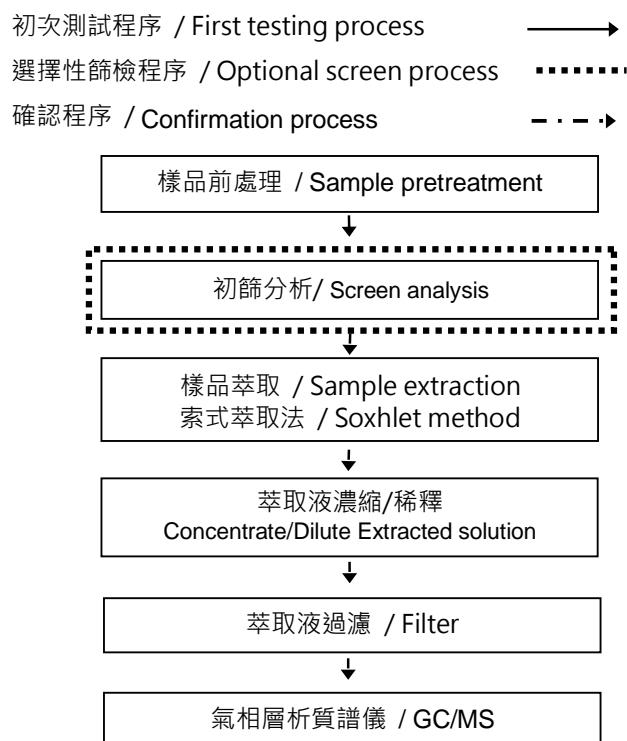 初次測試程序 / First testing process
選擇性篩檢程序 / Optional screen process
確認程序 / Confirmation process
樣品前處理 / Sample pretreatment
初篩分析/ Screen analysis
樣品萃取 / Sample extraction
索式萃取法 / Soxhlet method
萃取液濃縮/稀釋
Concentrate/Dilute Extracted solution
萃取液過濾 / Filter
氣相層析質譜儀 / GC/MS